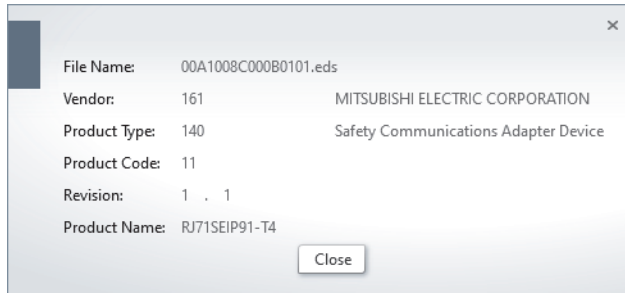 File Name: 00A1008C000B0101.eds
Vendor: 161 MITSUBISHI ELECTRIC CORPORATION
Product Type: 140 Safety Communications Adapter Device
Product Code: 11
Revision: 1 . 1
Product Name: RJ71SEIP91-T4
Close